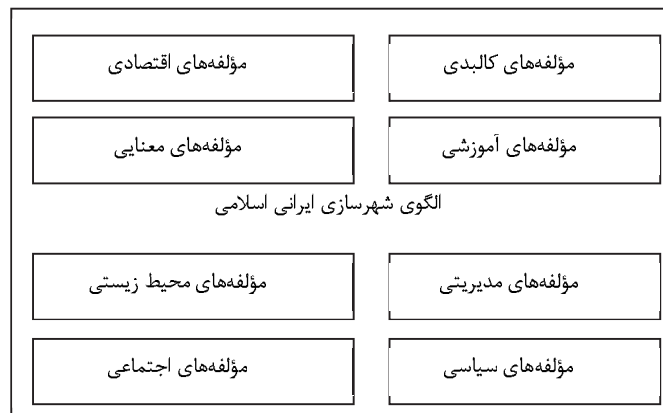 مؤلفه‌های کالبدی
مؤلفه‌های اقتصادی
مؤلفه‌های آموزشی
مؤلفه‌های معنایی
الگوی شهرسازی ایرانی اسلامی
مؤلفه‌های مدیریتی
مؤلفه‌های محیط زیستی
مؤلفه‌های سیاسی
مؤلفه‌های اجتماعی